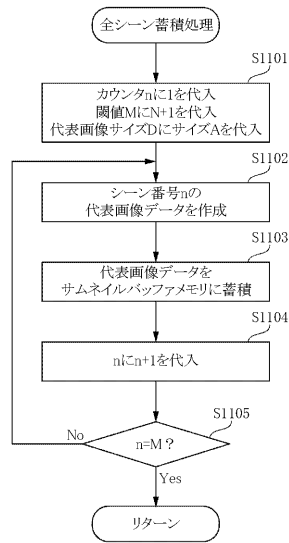 全シーン蓄積処理
S1101
カウンタnに1を代入
閾値MにN+1を代入
代表画像サイズDにサイズAを代入
S1102
シーン番号nの
代表画像データを作成
S1103
代表画像データを
サムネイルバッファメモリに蓄積
S1104
nにn+1を代入
S1105
No
n=M？
Yes
リターン